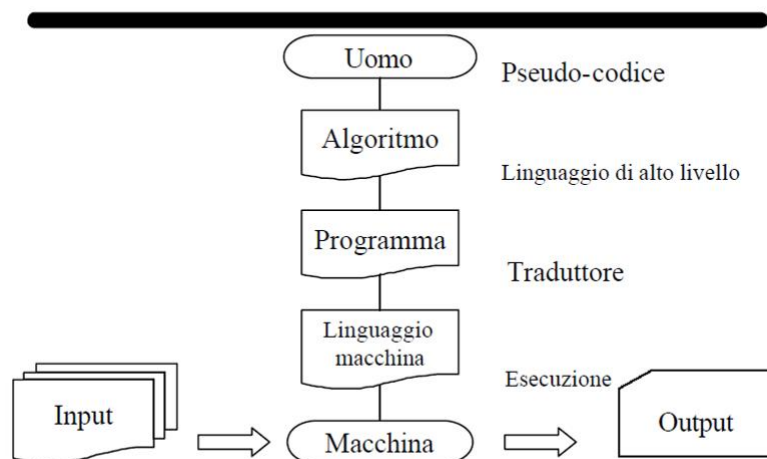 Uomo
Pseudo-codice
Algoritmo
Linguaggio di alto livello
Programma
Traduttore
Linguaggio
macchina
Esecuzione
Input
Macchina
Output